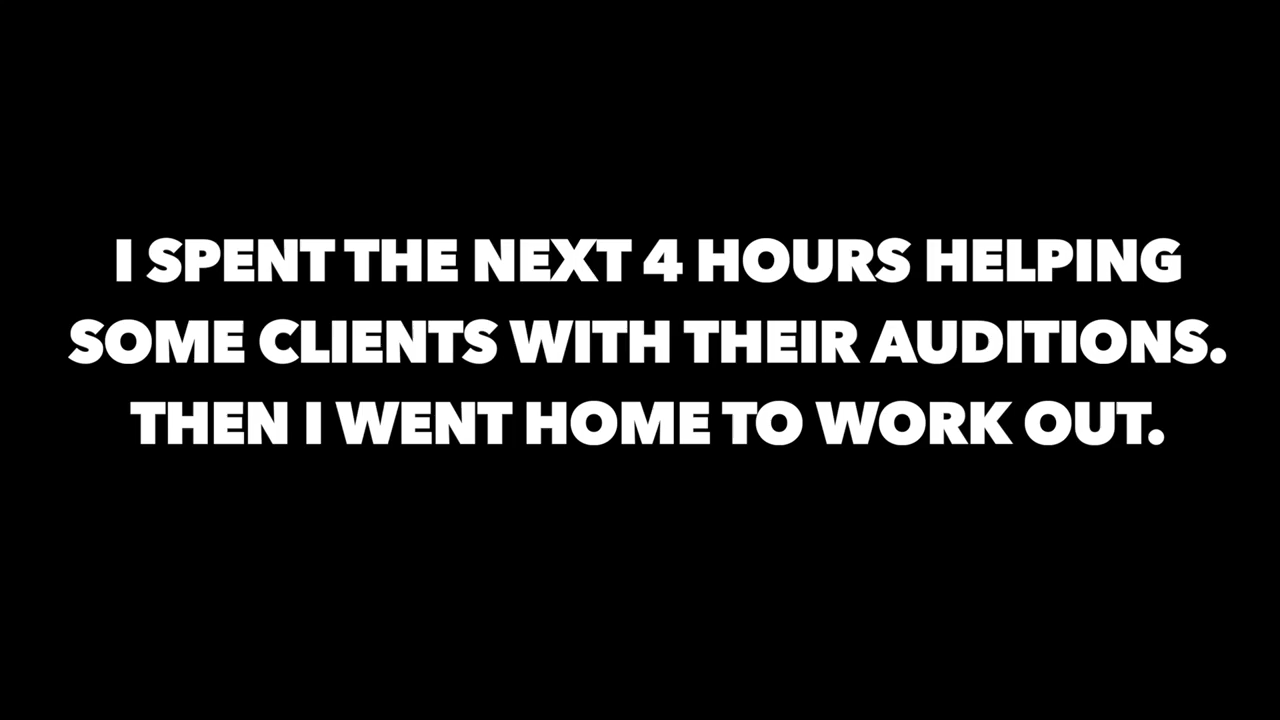 I SPENT THE NEXT 4 HOURS HELPING
SOME CLIENTS WITH THEIR AUDITIONS.
THEN I WENT HOME TO WORK OUT.